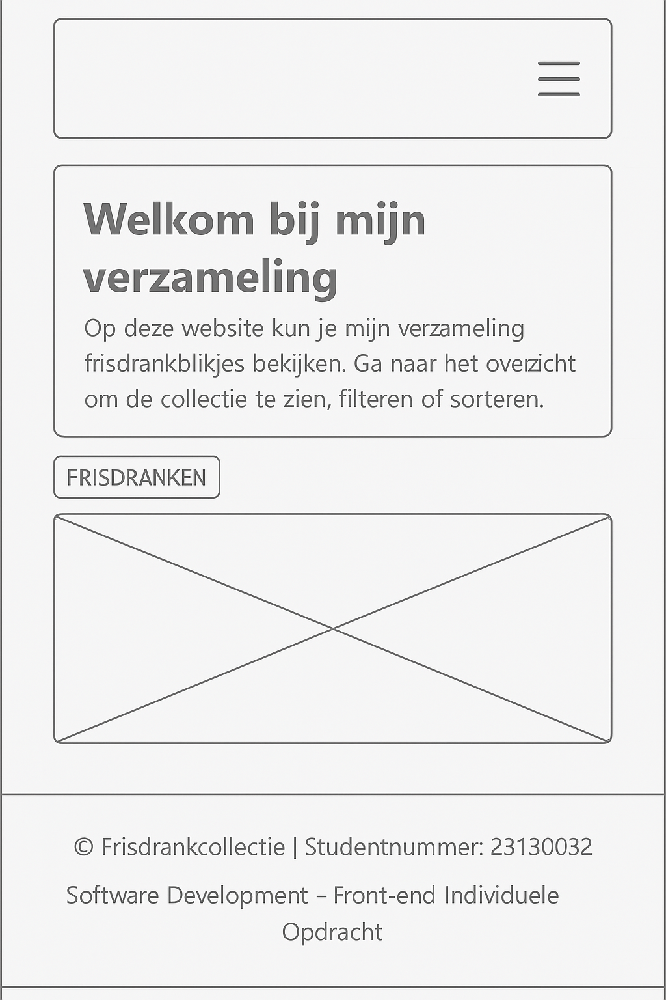 Welkom bij mijn
verzameling
Op deze website kun je mijn verzameling
frisdrankblikjes bekijken. Ga naar het overzicht
om de collectie te zien, filteren of sorteren.
FRISDRANKEN
© Frisdrankcollectie | Studentnummer: 23130032
Software Development – Front-end Individuele
Opdracht